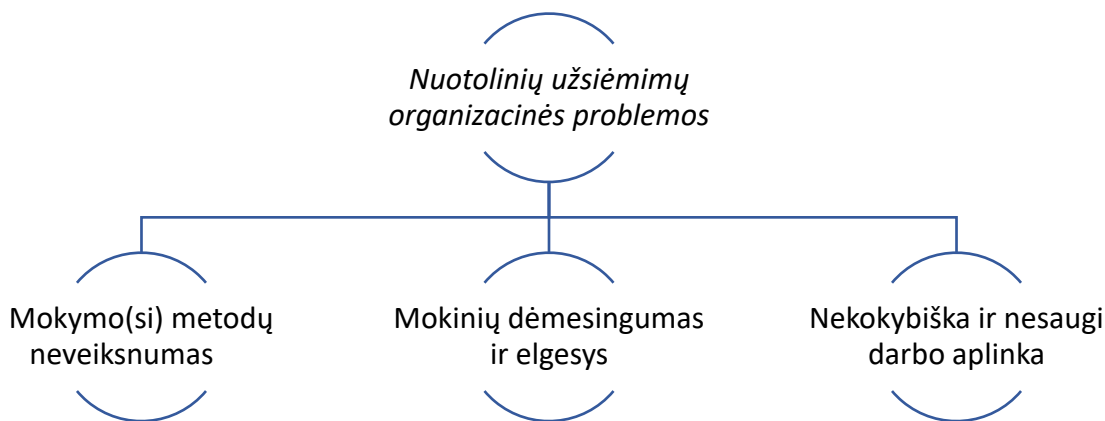 Nuotolinių užsiėmimų
organizacinės problemos
Mokymo(si) metodų
neveiksnumas
Mokinių dėmesingumas
ir elgesys
Nekokybiška ir nesaugi
darbo aplinka